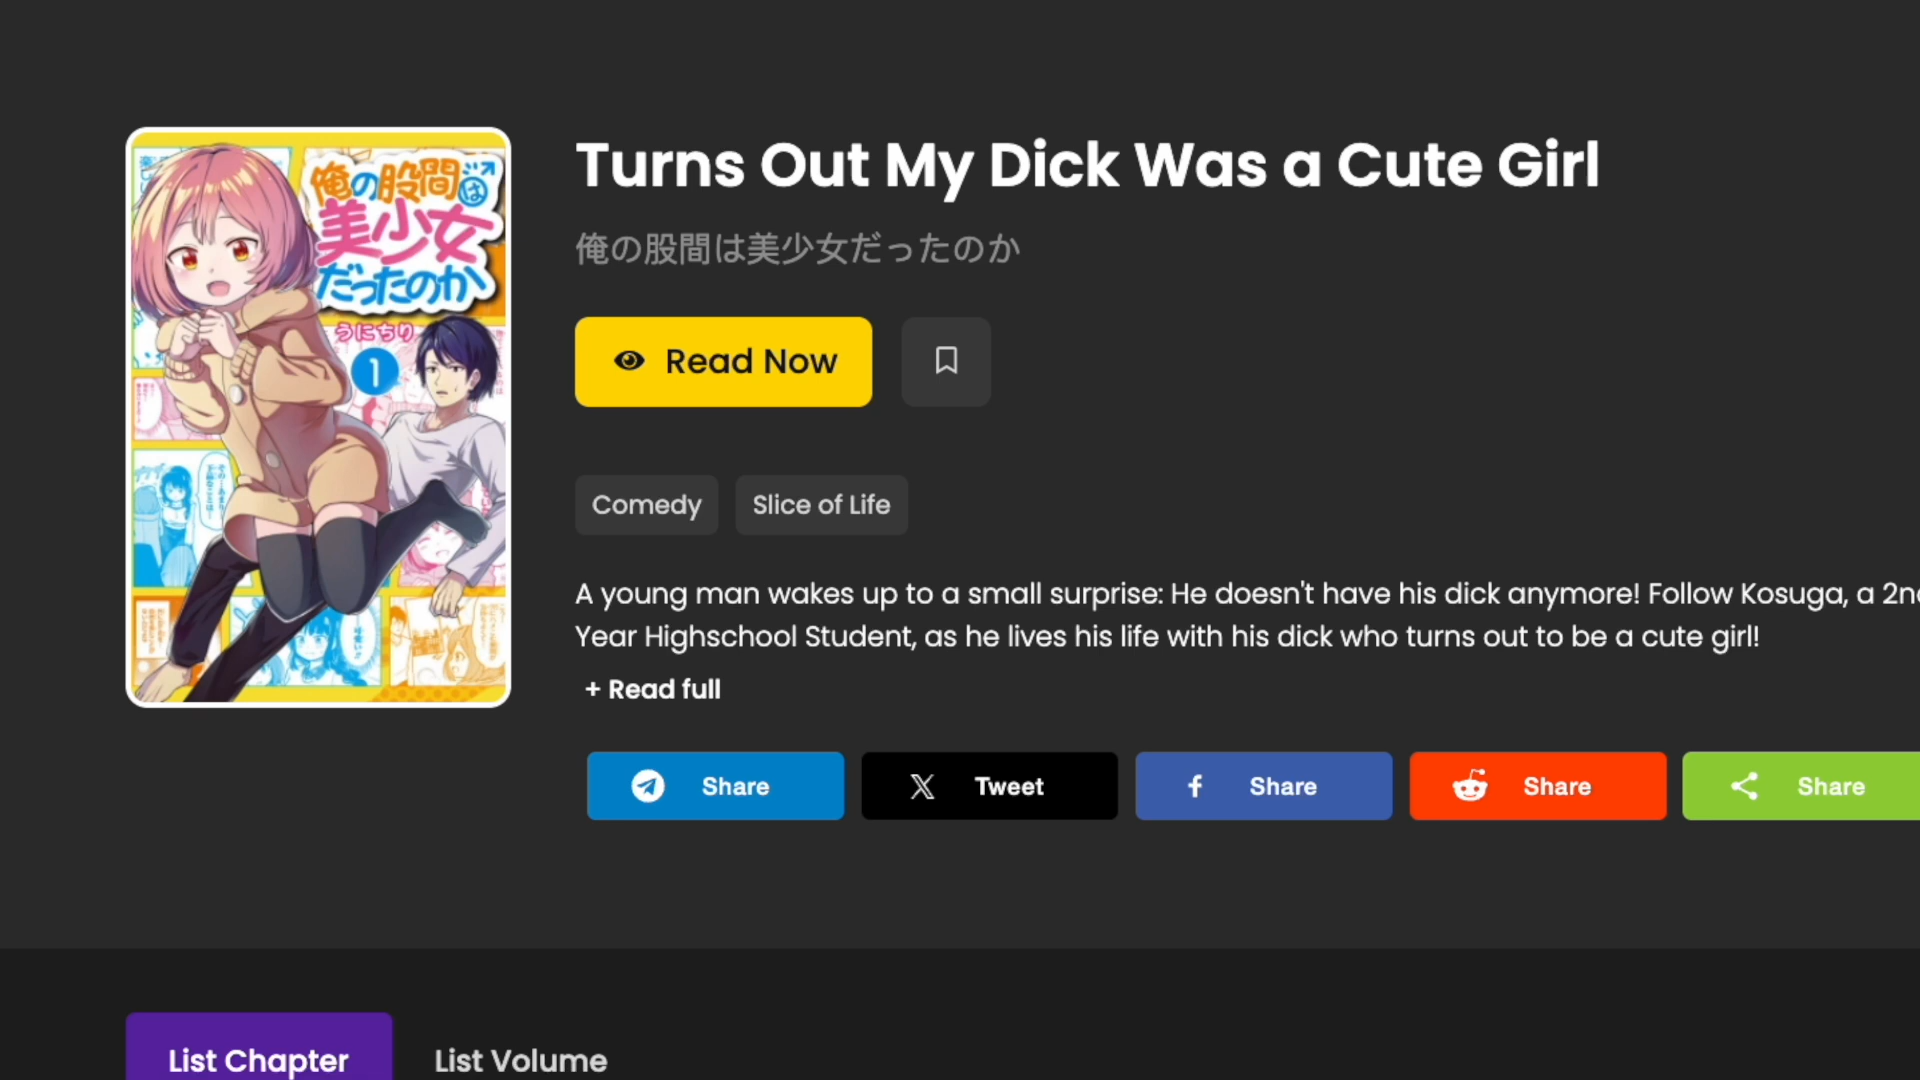 俺の股間は
美少女
だったのか
うにちり
1
Turns Out My Dick Was a Cute Girl
俺の股間は美少女だったのか
Read Now
Comedy
Slice of Life
A young man wakes up to a small surprise: He doesn't have his dick anymore! Follow Kosuga, a
Year Highschool Student, as he lives his life with his dick who turns out to be a cute girl!
+ Read full
Share
Tweet
Share
Share
Share
List Chapter
List Volume